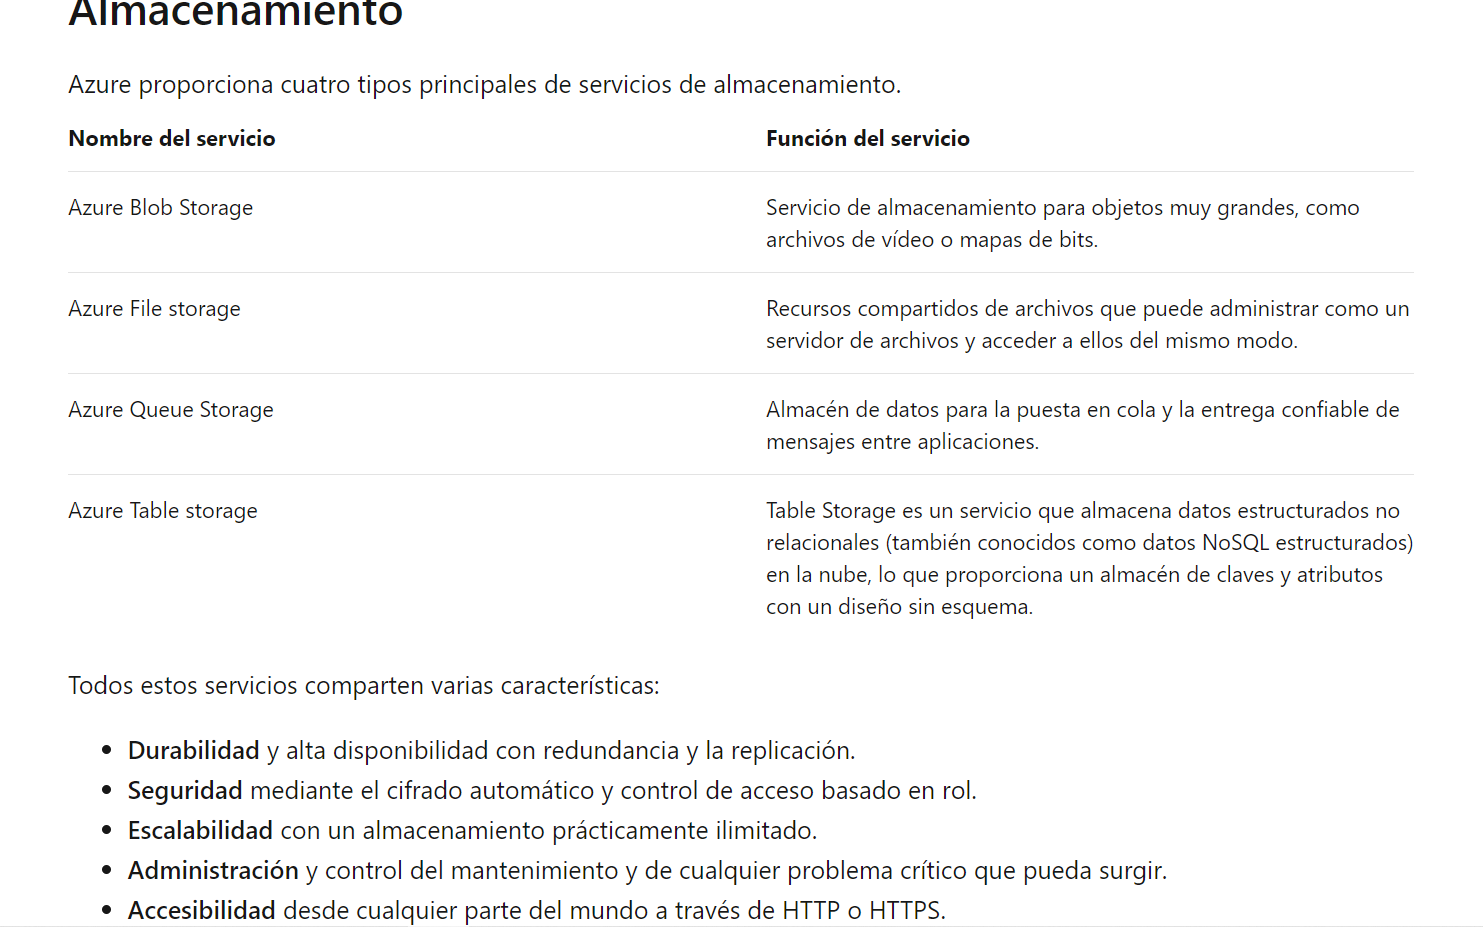 Almacenamiento
Azure proporciona cuatro tipos principales de servicios de almacenamiento.
Nombre del servicio
Función del servicio
Azure Blob Storage
Servicio de almacenamiento para objetos muy grandes, como
archivos de vídeo o mapas de bits.
Azure File storage
Recursos compartidos de archivos que puede administrar como un
servidor de archivos y acceder a ellos del mismo modo.
Azure Queue Storage
Almacén de datos para la puesta en cola y la entrega confiable de
mensajes entre aplicaciones.
Azure Table storage
Table Storage es un servicio que almacena datos estructurados no
relacionales (también conocidos como datos NoSQL estructurados)
en la nube, lo que proporciona un almacén de claves y atributos
con un diseño sin esquema.
Todos estos servicios comparten varias características:
• Durabilidad y alta disponibilidad con redundancia y la replicación.
• Seguridad mediante el cifrado automático y control de acceso basado en rol.
• Escalabilidad con un almacenamiento prácticamente ilimitado.
• Administración y control del mantenimiento y de cualquier problema crítico que pueda surgir.
• Accesibilidad desde cualquier parte del mundo a través de HTTP o HTTPS.